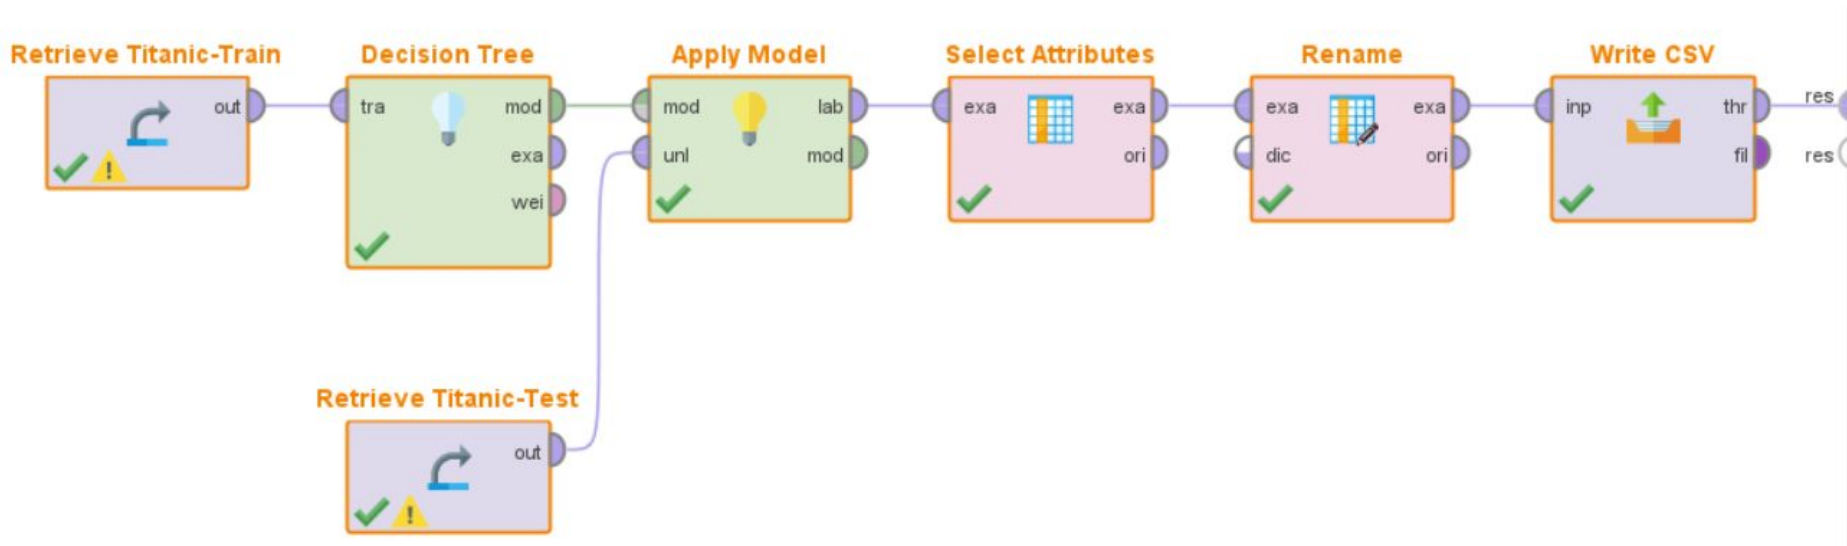 Retrieve Titanic-Train
out
Decision Tree
tra
mod
exa
wei
Apply Model
mod
lab
unl
mod
Select Attributes
exa
exa
ori
Rename
exa
exa
dic
ori
Write CSV
inp
thr
fil
res
res
Retrieve Titanic-Test
out